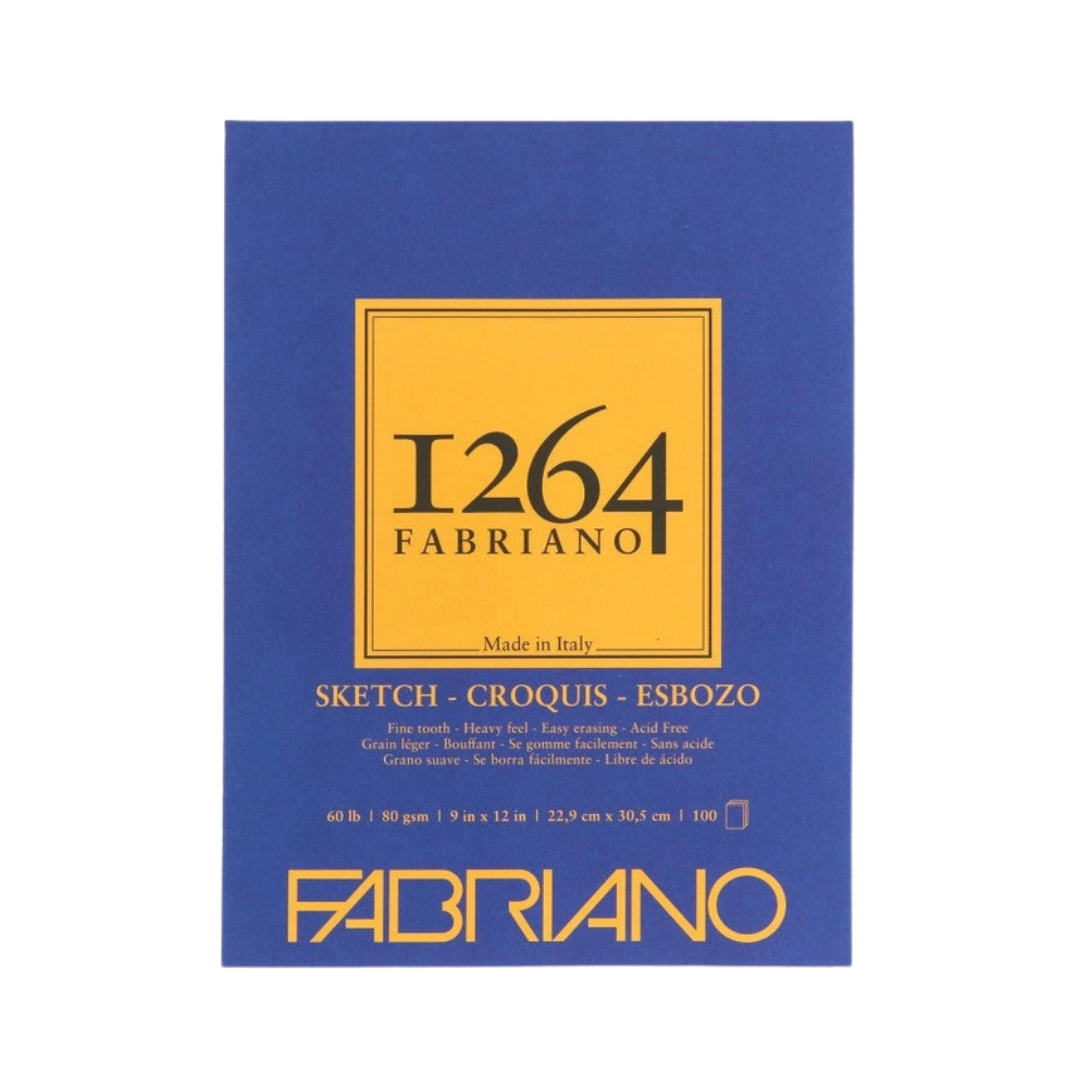 1264
FABRIANO
Made in Italy
SKETCH - CROQUIS - ESBOZO
Fine tooth - Heavy feel - Easy erasing - Acid Free
Grain léger - Bouffant - Se gomme facilement - Sans acide
Grano suave - Se borra fácilmente - Libre de ácido
60 lb | 80 gsm | 9 in x 12 in | 22,9 cm x 30,5 cm | 100
FABRIANO